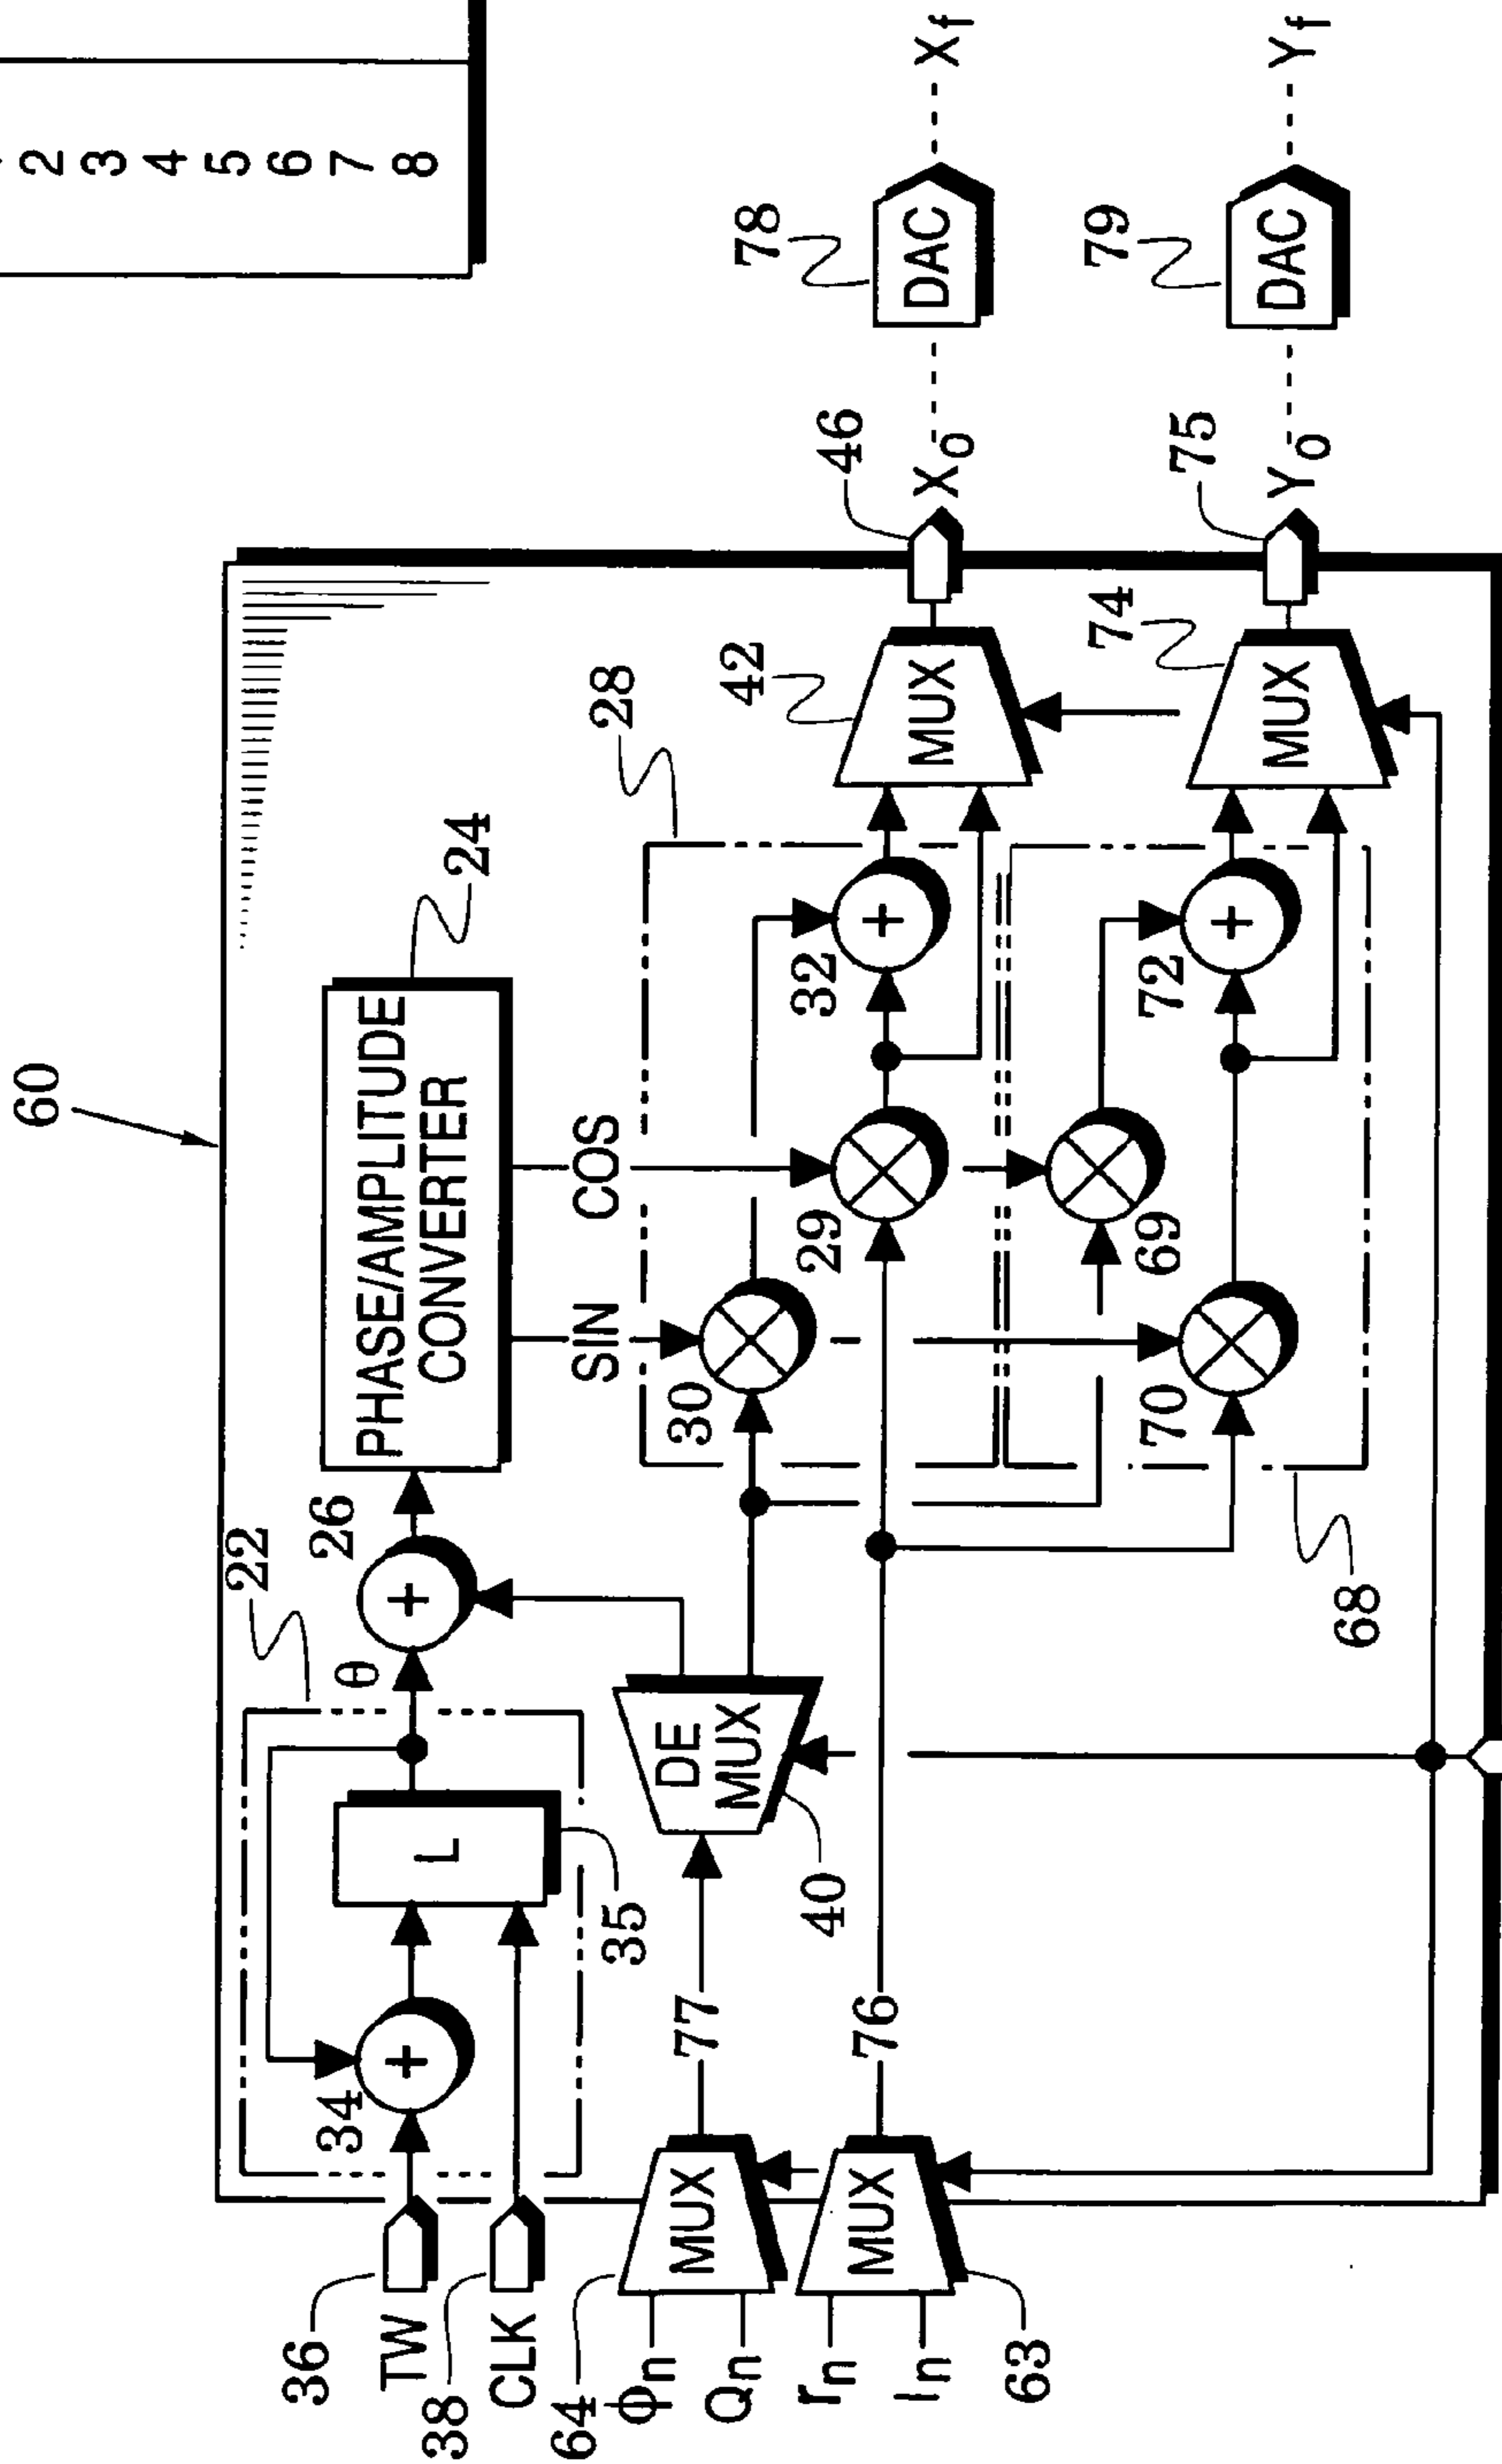 2
3
4
5
6
7
8
60
22
26
24
36
TW
34
L
θ
PHASE/AMPLITUDE
CONVERTER
38
CLK
35
SIN
COS
28
64
ϕn
Qn
MUX
77
DE
MUX
40
30
29
32
42
MUX
46
Xo
78
DAC
Xf
rn
In
63
MUX
76
69
70
72
68
74
MUX
75
Yo
79
DAC
Yf